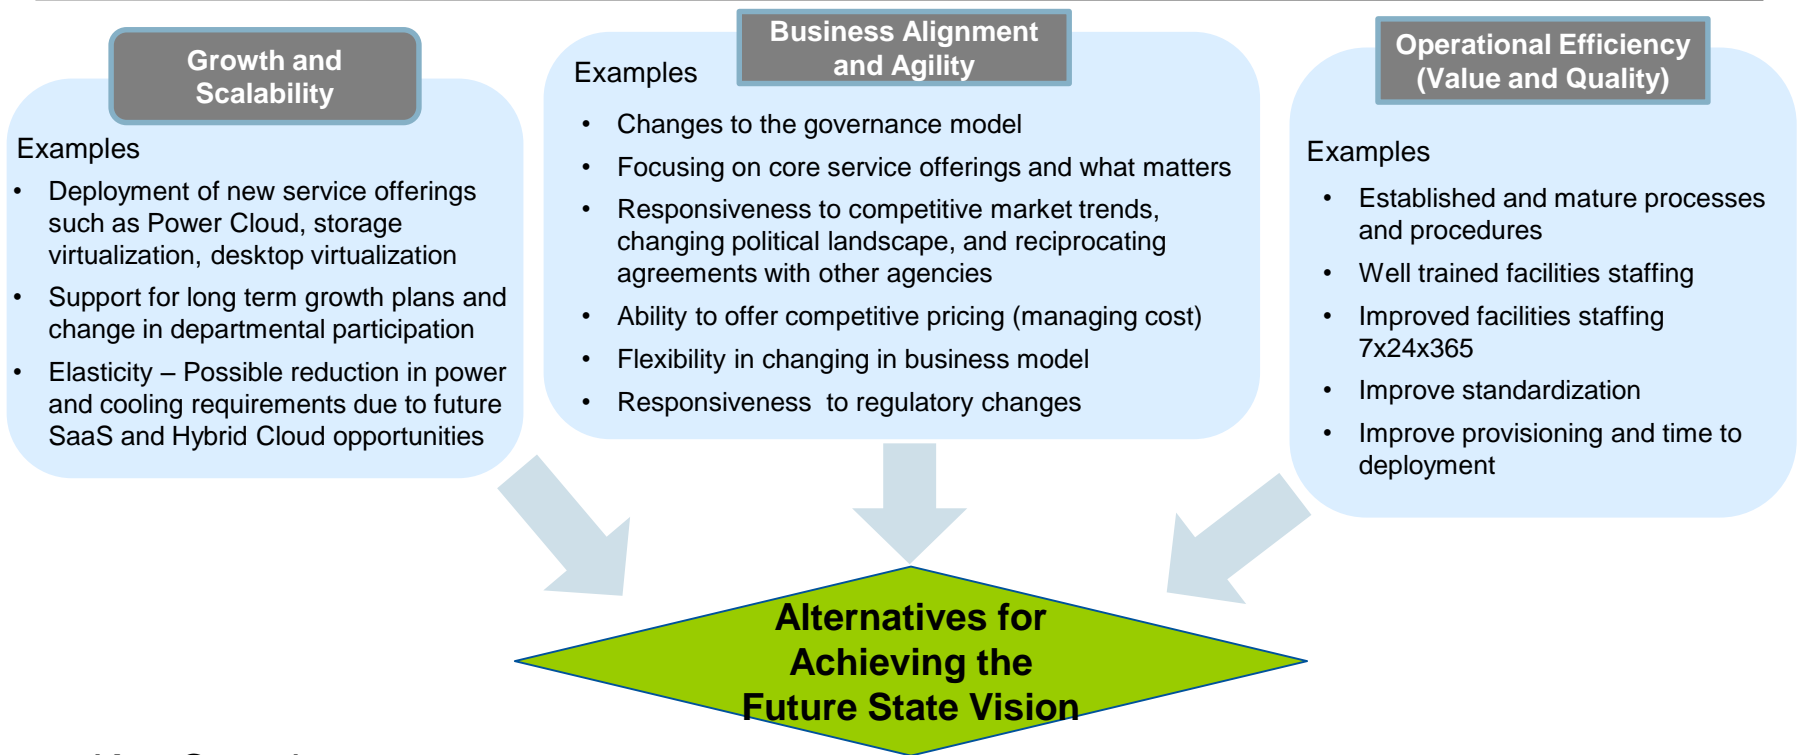 Growth and
Scalability
Examples
• Deployment of new service offerings
such as Power Cloud, storage
virtualization, desktop virtualization
• Support for long term growth plans and
change in departmental participation
• Elasticity – Possible reduction in power
and cooling requirements due to future
SaaS and Hybrid Cloud opportunities
Business Alignment
and Agility
Examples
• Changes to the governance model
• Focusing on core service offerings and what matters
• Responsiveness to competitive market trends,
changing political landscape, and reciprocating
agreements with other agencies
• Ability to offer competitive pricing (managing cost)
• Flexibility in changing in business model
• Responsiveness  to regulatory changes
Operational Efficiency
(Value and Quality)
Examples
• Established and mature processes
and procedures
• Well trained facilities staffing
• Improved facilities staffing
7x24x365
• Improve standardization
• Improve provisioning and time to
deployment
Alternatives for
Achieving the
Future State Vision